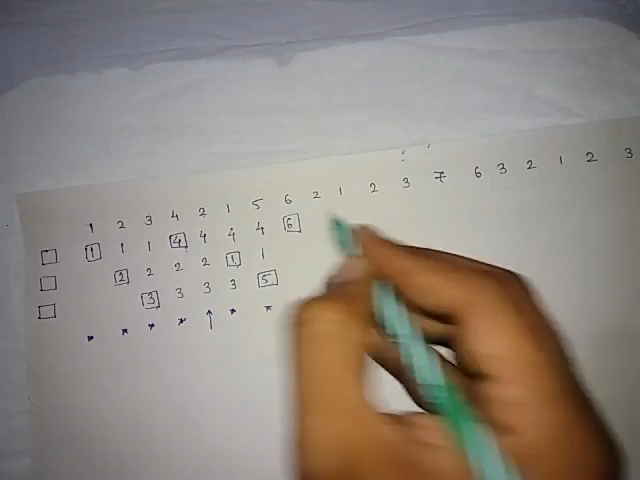 1 2 3 4 2 1 5 6 2 1 2 3 7 6 3 2 1 2 3
1 1 1 4 4 4 4 6
2 2 2 2 1 1
3 3 3 3 5
* * * * ↑ * *